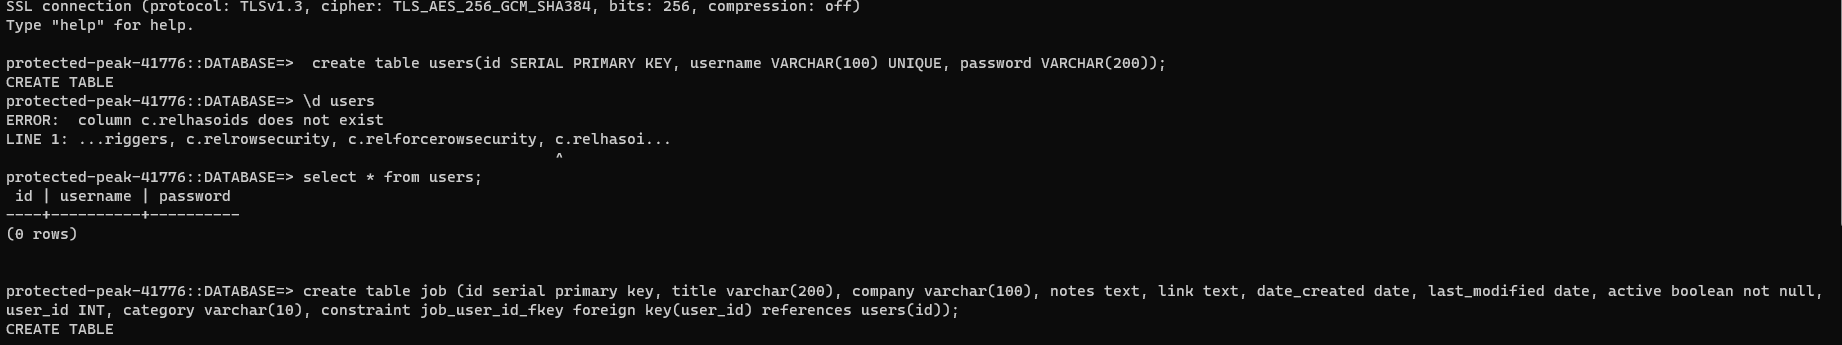 SSL connection (protocol: TLSv1.3, cipher: TLS_AES_256_GCM_SHA384, bits: 256, compression: off)
Type "help" for help.
protected-peak-41776::DATABASE=>  create table users(id SERIAL PRIMARY KEY, username VARCHAR(100) UNIQUE, password VARCHAR(200));
CREATE TABLE
protected-peak-41776::DATABASE=> \d users
ERROR:  column c.relhasoids does not exist
LINE 1: ...riggers, c.relrowsecurity, c.relforcerowsecurity, c.relhasoi...
                                                             ^
protected-peak-41776::DATABASE=> select * from users;
 id | username | password
----+----------+----------
(0 rows)
protected-peak-41776::DATABASE=> create table job (id serial primary key, title varchar(200), company varchar(100), notes text, link text, date_created date, last_modified date, active boolean not null,
user_id INT, category varchar(10), constraint job_user_id_fkey foreign key(user_id) references users(id));
CREATE TABLE